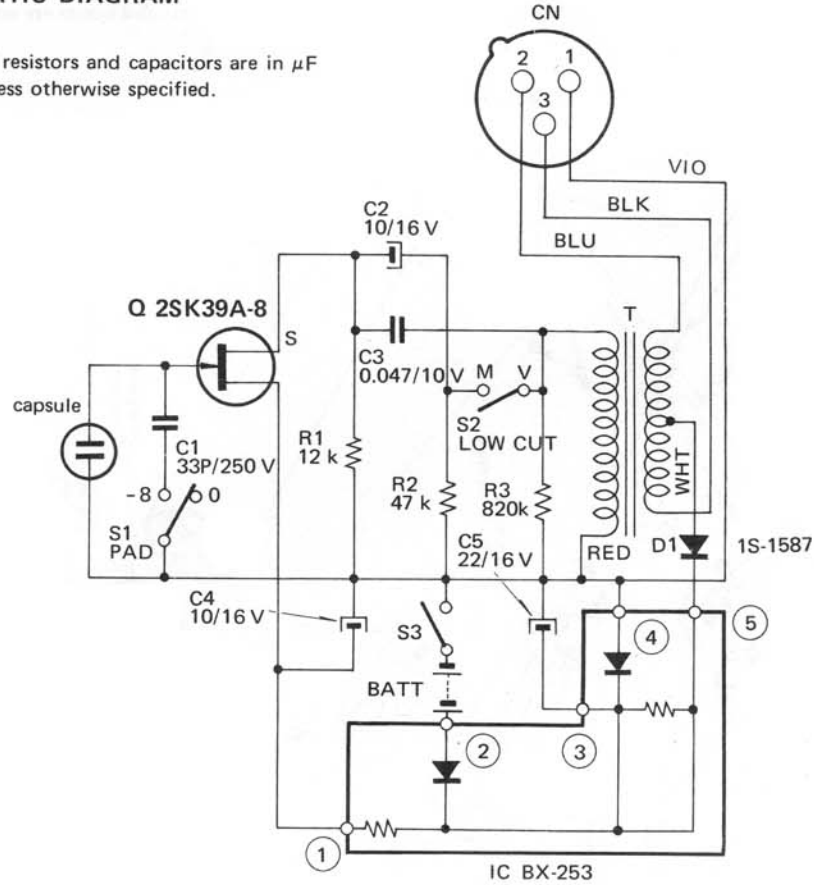 DIAGRAM
resistors and capacitors are in µF
otherwise specified.
CN
2
1
3
VIO
BLK
BLU
C2
10/16 V
Q 2SK39A-8
S
T
capsule
C3
0.047/10 V
M
V
S2
LOW CUT
C1
33P/250 V
-8
0
S1
PAD
R1
12 k
R2
47 k
R3
820k
WHT
RED
D1
1S-1587
C5
22/16 V
C4
10/16 V
S3
BATT
4
5
2
3
1
IC BX-253